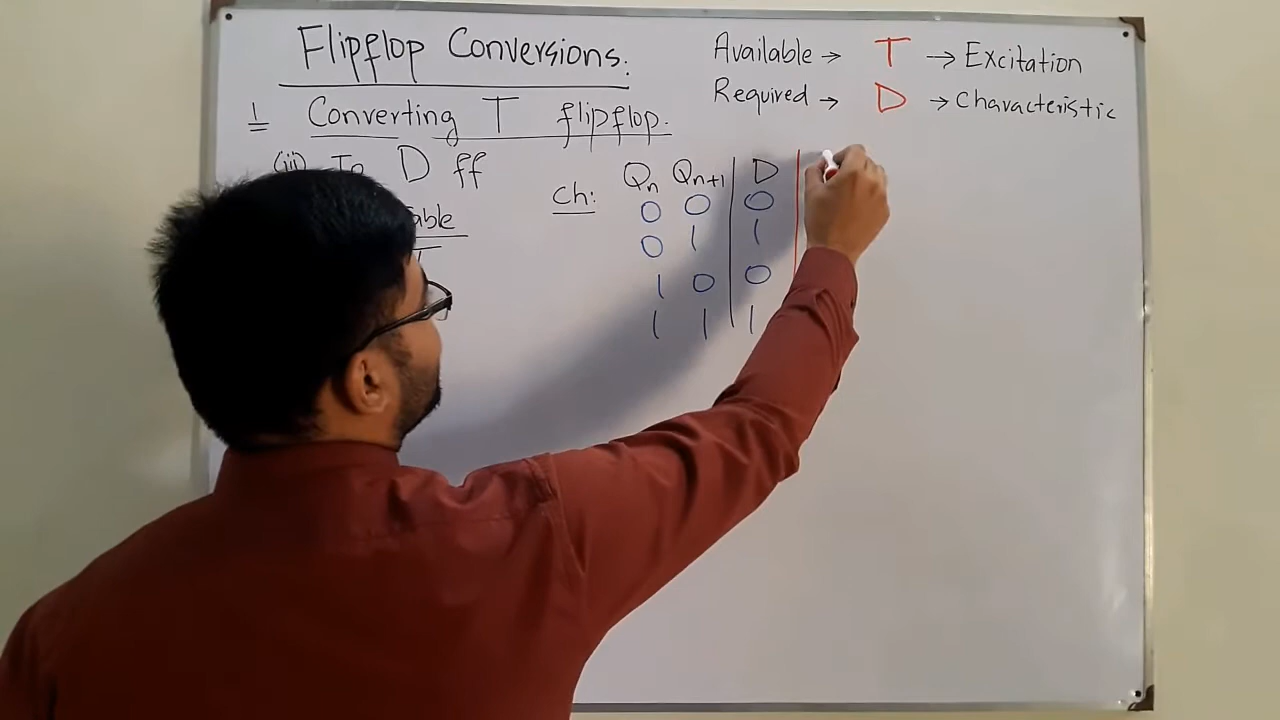 Flipflop Conversions.
Available → T → Excitation
Required → D → Characteristic
1 Converting T flipflop.
(iii) To D ff
Ch: Qn Qn+1 D
0 0 0
0 1 1
1 0 0
1 1 1